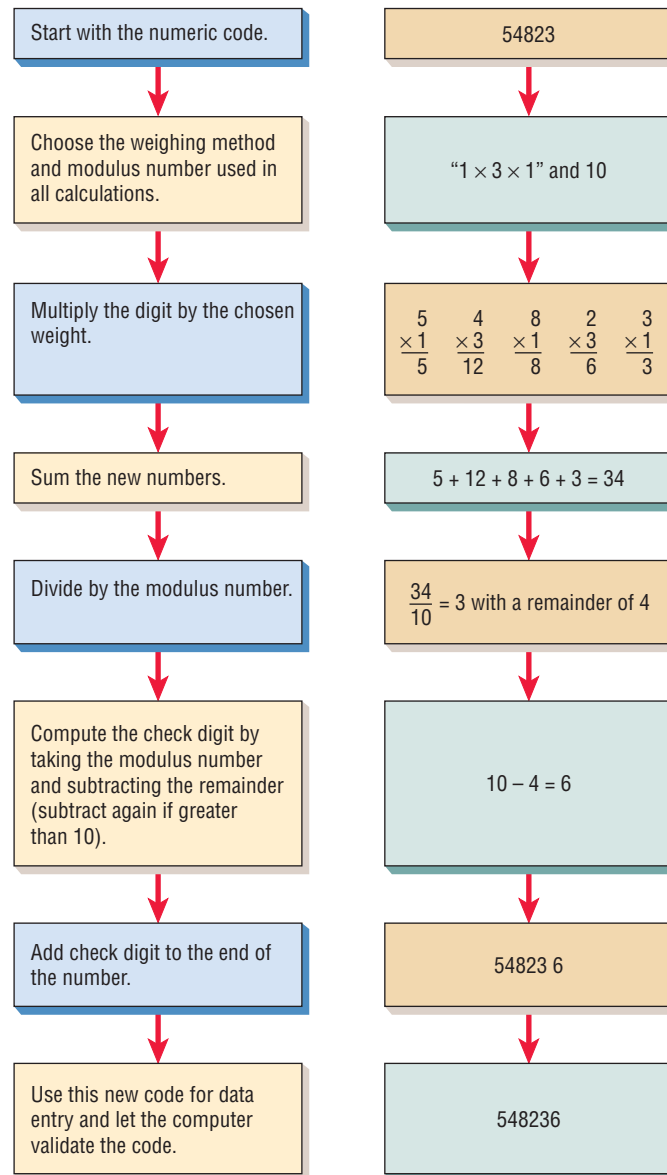 Start with the numeric code.
54823
Choose the weighing method
and modulus number used in
all calculations.
“1 × 3 × 1” and 10
Multiply the digit by the chosen
weight.
5 4 8 2 3
× 1 × 3 × 1 × 3 × 1
5 12 8 6 3
Sum the new numbers.
5 + 12 + 8 + 6 + 3 = 34
Divide by the modulus number.
34
10
= 3 with a remainder of 4
Compute the check digit by
taking the modulus number
and subtracting the remainder
(subtract again if greater
than 10).
10 – 4 = 6
Add check digit to the end of
the number.
54823 6
Use this new code for data
entry and let the computer
validate the code.
548236